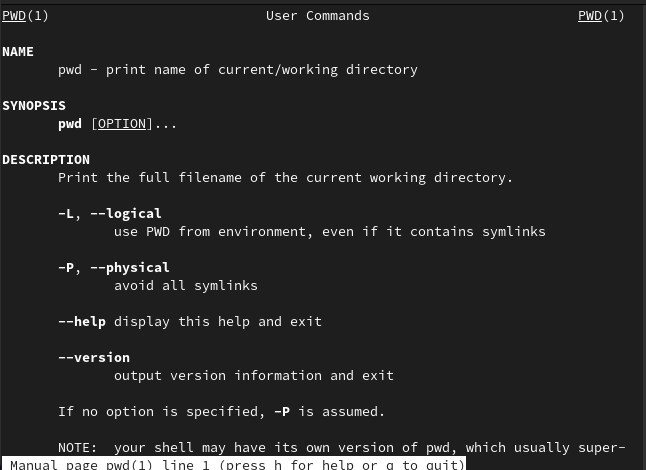 PWD(1) User Commands PWD(1)
NAME
pwd - print name of current/working directory
SYNOPSIS
pwd [OPTION]...
DESCRIPTION
Print the full filename of the current working directory.
-L, --logical
use PWD from environment, even if it contains symlinks
-P, --physical
avoid all symlinks
--help display this help and exit
--version
output version information and exit
If no option is specified, -P is assumed.
NOTE: your shell may have its own version of pwd, which usually super-
Manual page pwd(1) line 1 (press h for help or q to quit)